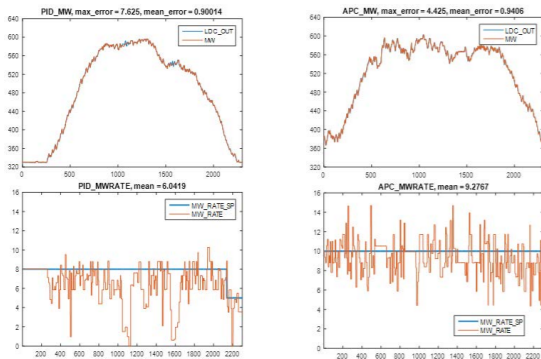 PID_MW, max_error = 7.625, mean_error = 0.90014
640
600
560
520
480
440
400
360
320
0 500 1000 1500 2000
LDC_OUT
MW
APC_MW, max_error = 4.425, mean_error = 0.9406
640
600
560
520
480
440
400
360
320
0 500 1000 1500 2000
LDC_OUT
MW
PID_MWRATE, mean = 6.0419
16
14
12
10
8
6
4
2
0
200 400 600 800 1000 1200 1400 1600 1800 2000 2200
MW_RATE_SP
MW_RATE
APC_MWRATE, mean = 9.2767
16
14
12
10
8
6
4
2
0
200 400 600 800 1000 1200 1400 1600 1800 2000 2200
MW_RATE_SP
MW_RATE